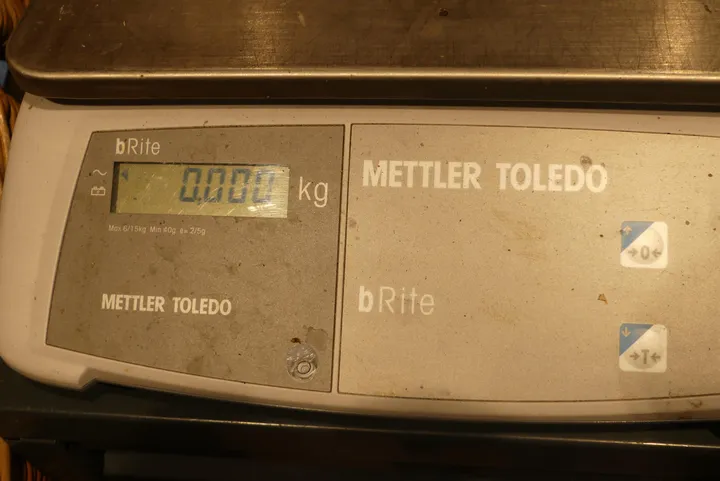 bRite
0.000 kg
Max 6/15kg Min 40g e= 2/5g
METTLER TOLEDO
METTLER TOLEDO
bRite
→0←
→T←